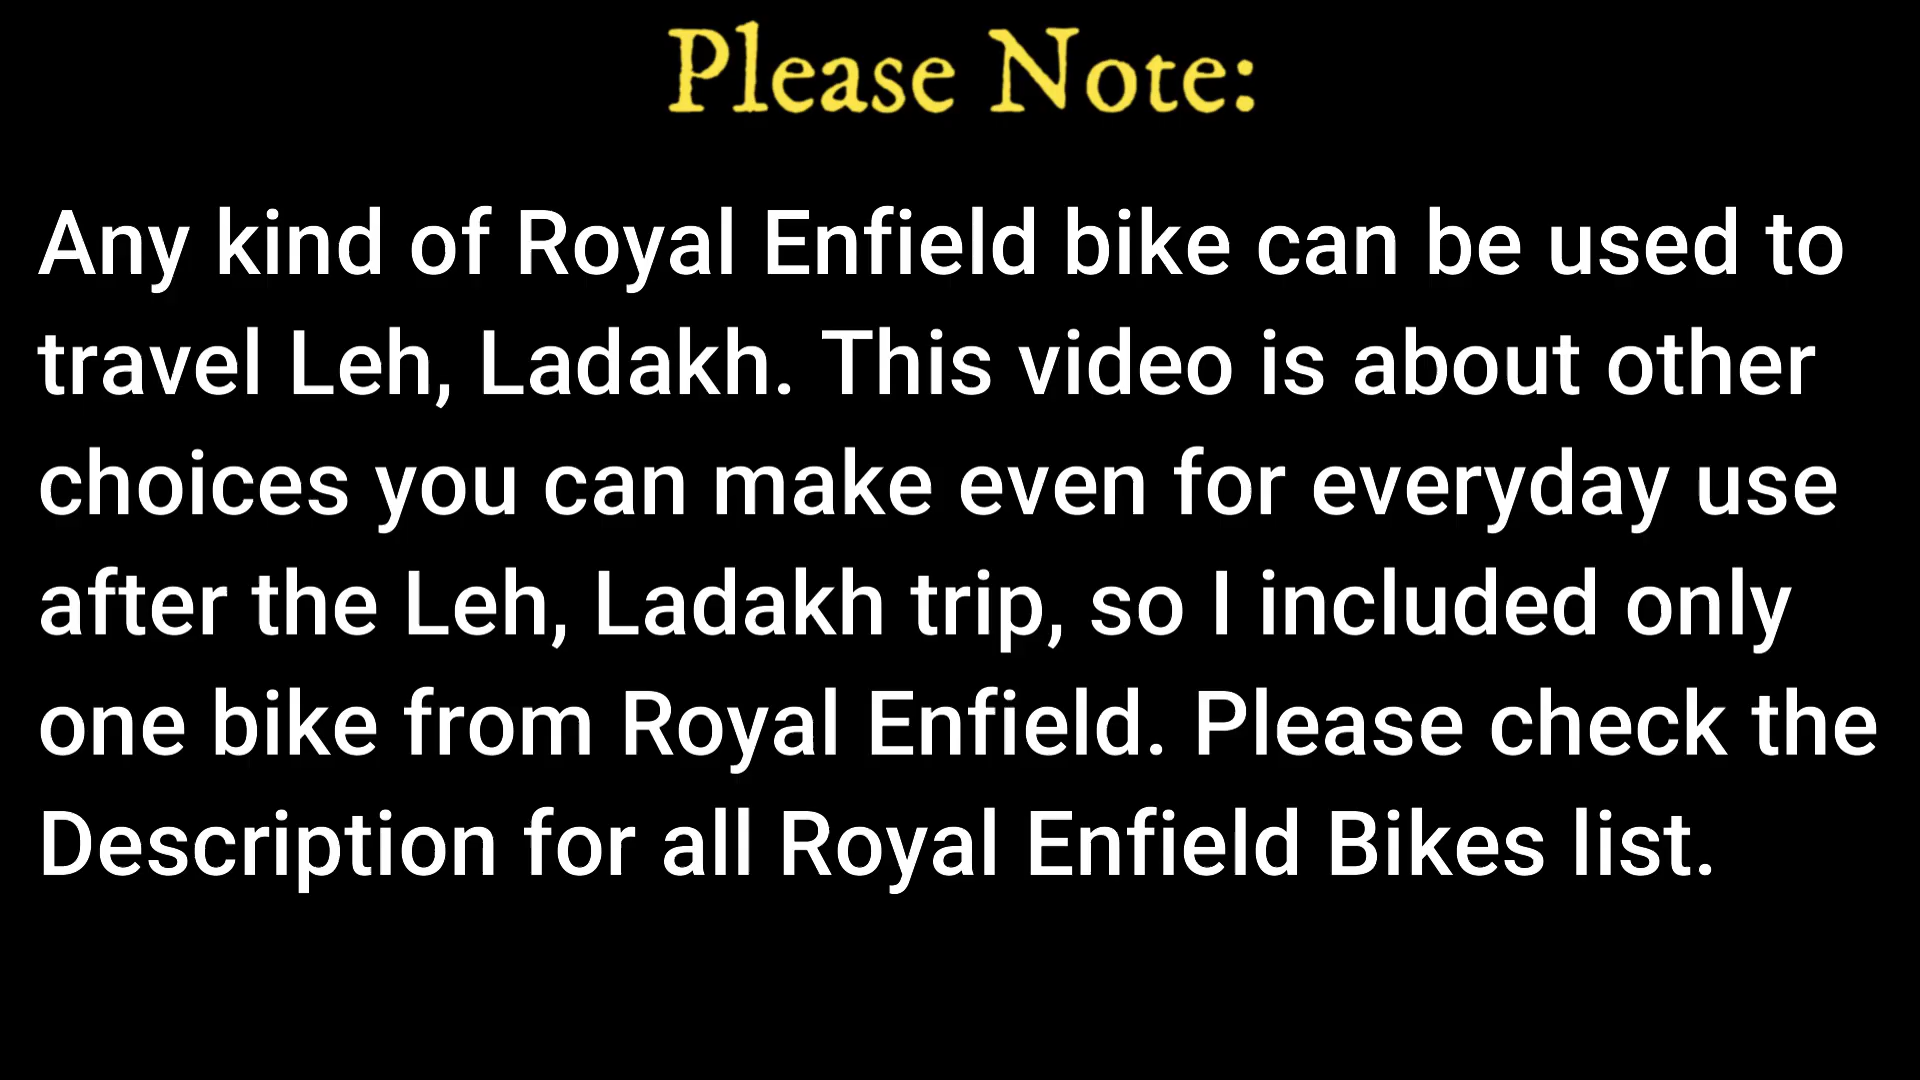 Please Note:
Any kind of Royal Enfield bike can be used to
travel Leh, Ladakh. This video is about other
choices you can make even for everyday use
after the Leh, Ladakh trip, so I included only
one bike from Royal Enfield. Please check the
Description for all Royal Enfield Bikes list.